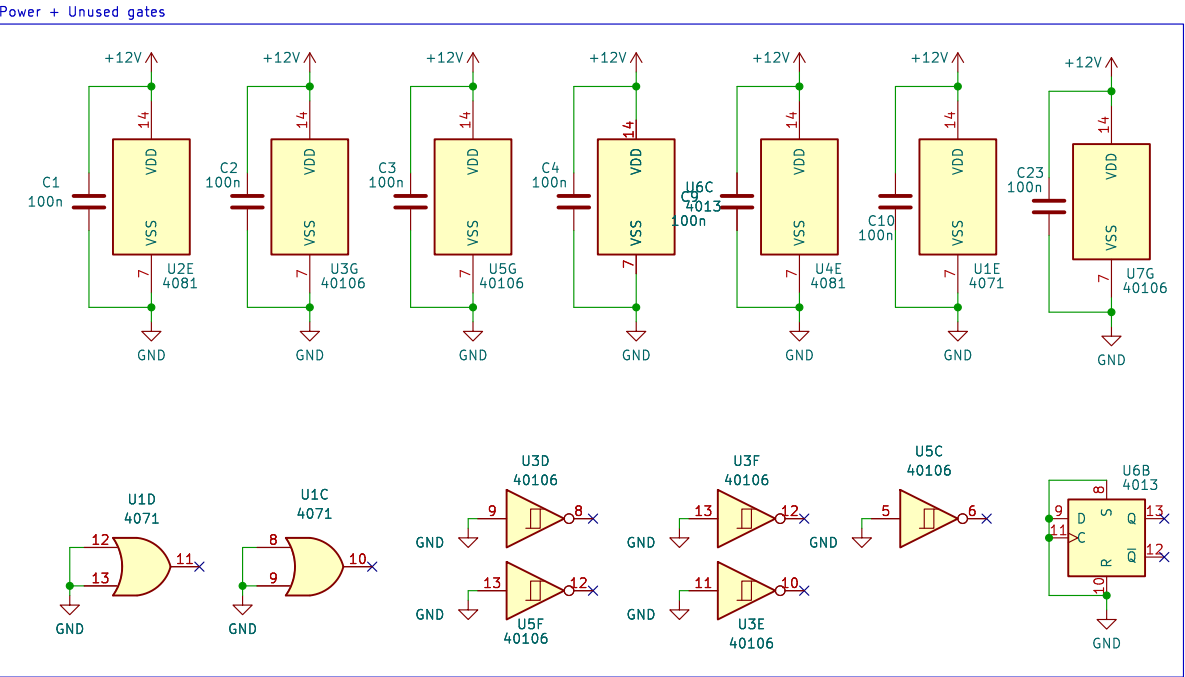 Power + Unused gates
+12V
+12V
+12V
+12V
+12V
+12V
+12V
14
14
14
14
14
14
14
VDD
VDD
VDD
VDD
VDD
VDD
VDD
C1
100n
C2
100n
C3
100n
C4
100n
C9
100n
U6C
4013
C10
100n
C23
100n
VSS
VSS
VSS
VSS
VSS
VSS
VSS
7
7
7
7
7
7
7
U2E
4081
U3G
40106
U5G
40106
U4E
4081
U1E
4071
U7G
40106
GND
GND
GND
GND
GND
GND
GND
U1D
4071
12
13
11
GND
U1C
4071
8
9
10
GND
U3D
40106
9
8
GND
13
12
GND
U5F
40106
U3F
40106
13
12
GND
11
10
GND
U3E
40106
U5C
40106
5
6
GND
U6B
4013
8
S
9
D
Q
13
11
C
Q
12
R
10
GND